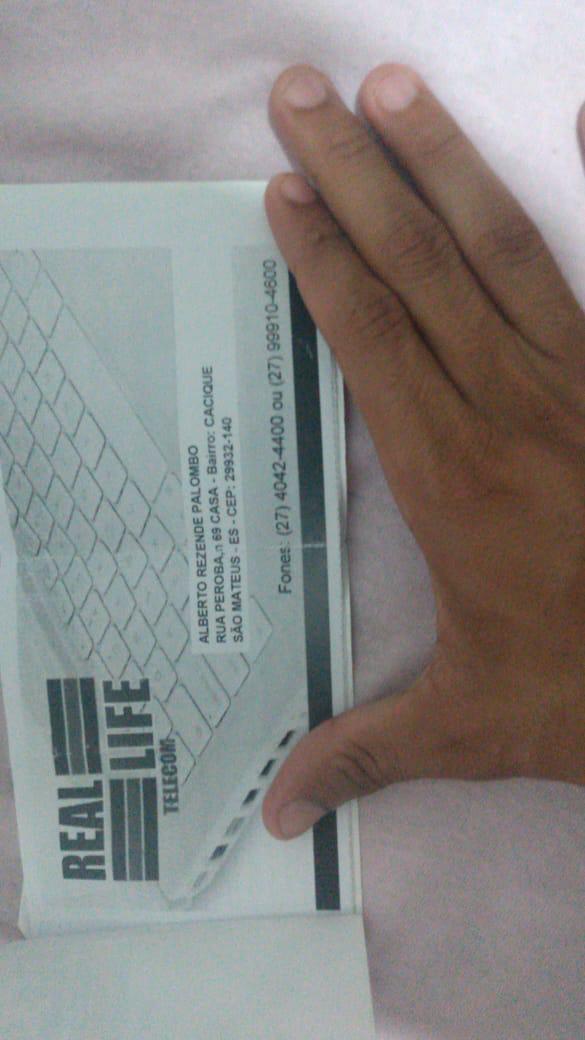 REAL
LIFE
TELECOM
ALBERTO REZENDE PALOMBO
RUA PEROBA,n 69 CASA - Bairro: CACIQUE
SÃO MATEUS - ES - CEP: 29932-140
Fones: (27) 4042-4400 ou (27) 99910-4600